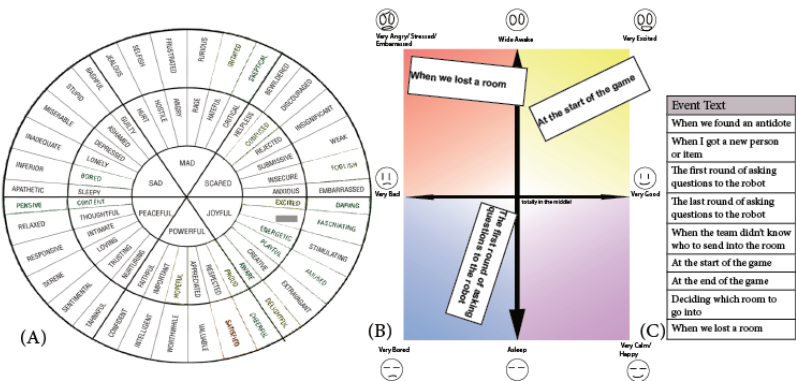 JEALOUS
SELFISH
FRUSTRATED
FURIOUS
SKEPTICAL
BEWILDERED
DISCOURAGED
INSIGNIFICANT
WEAK
FOOLISH
EMBARRASSED
DARING
FASCINATING
STIMULATING
AMUSED
EXTRAVAGANT
DELIGHTFUL
CHEERFUL
SATISFIED
VALUABLE
WORTHWHILE
INTELLIGENT
CONFIDENT
THANKFUL
SENTIMENTAL
SERENE
RESPONSIVE
RELAXED
PENSIVE
APATHETIC
INFERIOR
INADEQUATE
MISERABLE
STUPID
BASHFUL
HURT
HOSTILE
ANGRY
RAGE
HATEFUL
CRITICAL
HELPLESS
CONFUSED
REJECTED
SUBMISSIVE
INSECURE
ANXIOUS
EXCITED
ENERGETIC
PLAYFUL
CREATIVE
AWARE
PROUD
RESPECTED
APPRECIATED
HOPEFUL
IMPORTANT
FAITHFUL
NURTURING
TRUSTING
LOVING
INTIMATE
THOUGHTFUL
CONTENT
SLEEPY
BORED
LONELY
DEPRESSED
ASHAMED
GUILTY
MAD
SCARED
JOYFUL
POWERFUL
PEACEFUL
SAD
(A)
Very Angry/ Stressed/
Embarrassed
Wide Awake
Very Excited
When we lost a room
At the start of the game
Very Bad
totally in the middle!
Very Good
The first round of asking
questions to the robot
Very Bored
Asleep
Very Calm/
Happy
(B)
(C)
Event Text
When we found an antidote
When I got a new person
or item
The first round of asking
questions to the robot
The last round of asking
questions to the robot
When the team didn't know
who to send into the room
At the start of the game
At the end of the game
Deciding which room to
go into
When we lost a room